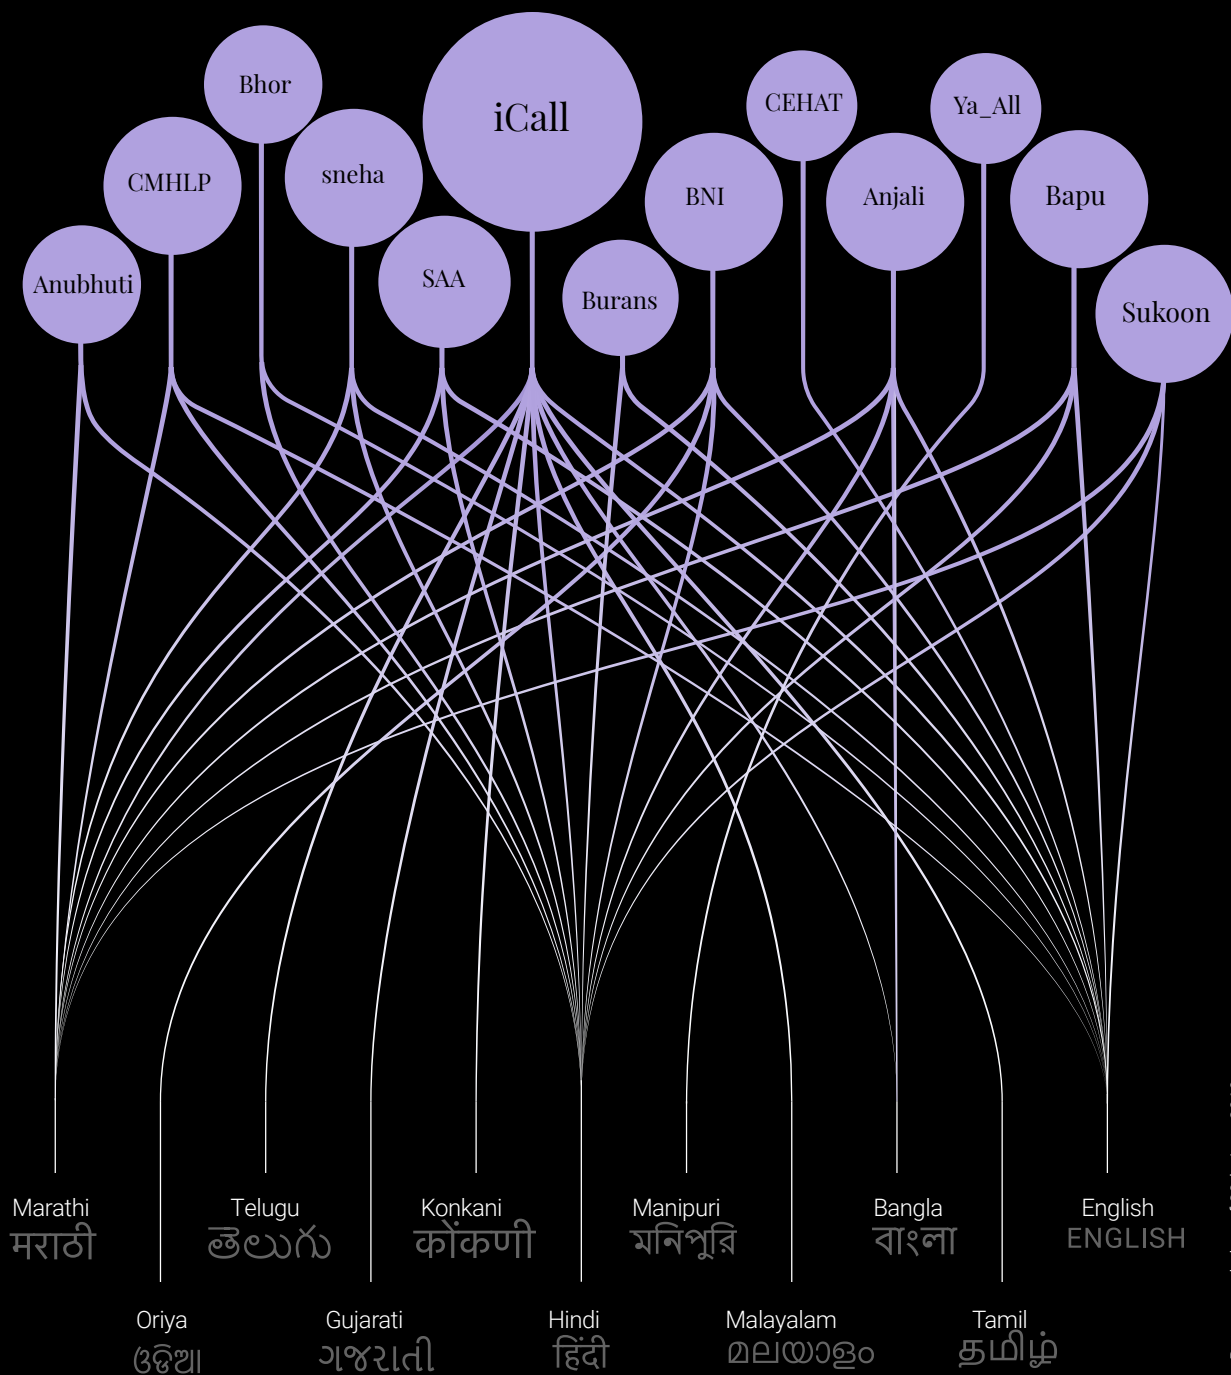 Bhor
iCall
CEHAT
Ya_All
CMHLP
sneha
BNI
Anjali
Bapu
Anubhuti
SAA
Burans
Sukoon
Marathi
मराठी
Telugu
తెలుగు
Konkani
कोंकणी
Manipuri
মনিপুরি
Bangla
বাংলা
English
ENGLISH
Oriya
ଓଡିଆ
Gujarati
ગજરાતી
Hindi
हिंदी
Malayalam
മലയാളം
Tamil
தமிழ்